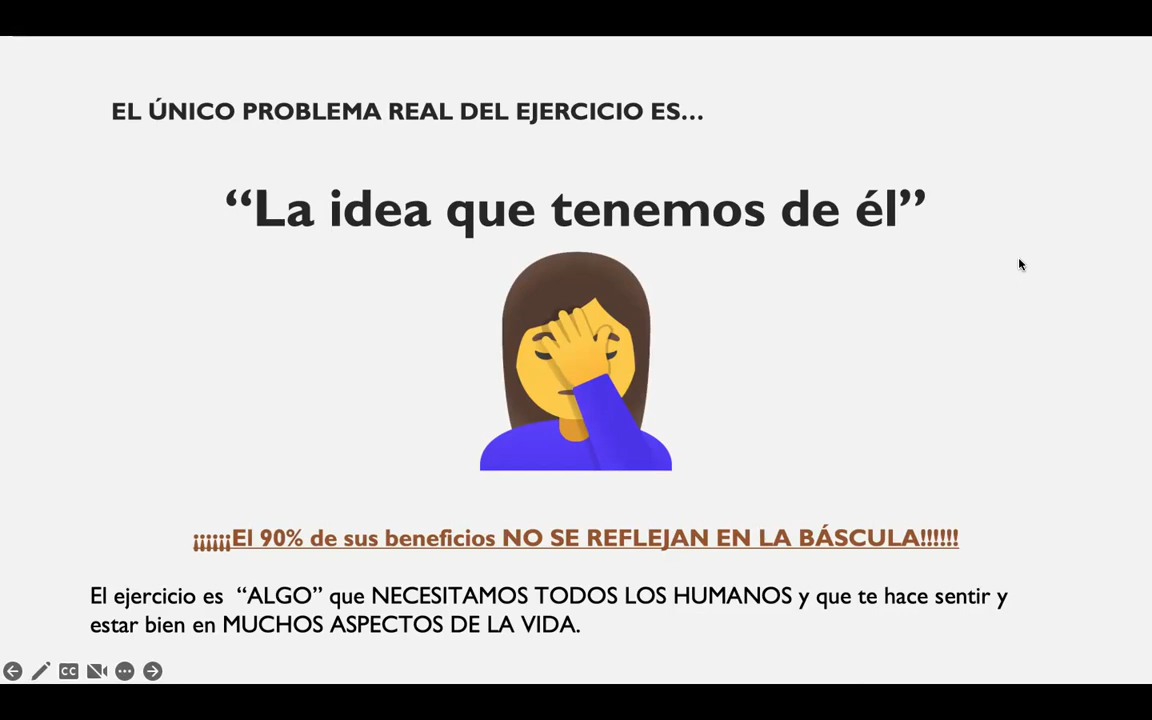 EL ÚNICO PROBLEMA REAL DEL EJERCICIO ES...
“La idea que tenemos de él”
¡¡¡¡¡¡El 90% de sus beneficios NO SE REFLEJAN EN LA BÁSCULA!!!!!!
El ejercicio es “ALGO” que NECESITAMOS TODOS LOS HUMANOS y que te hace sentir y
estar bien en MUCHOS ASPECTOS DE LA VIDA.
CC